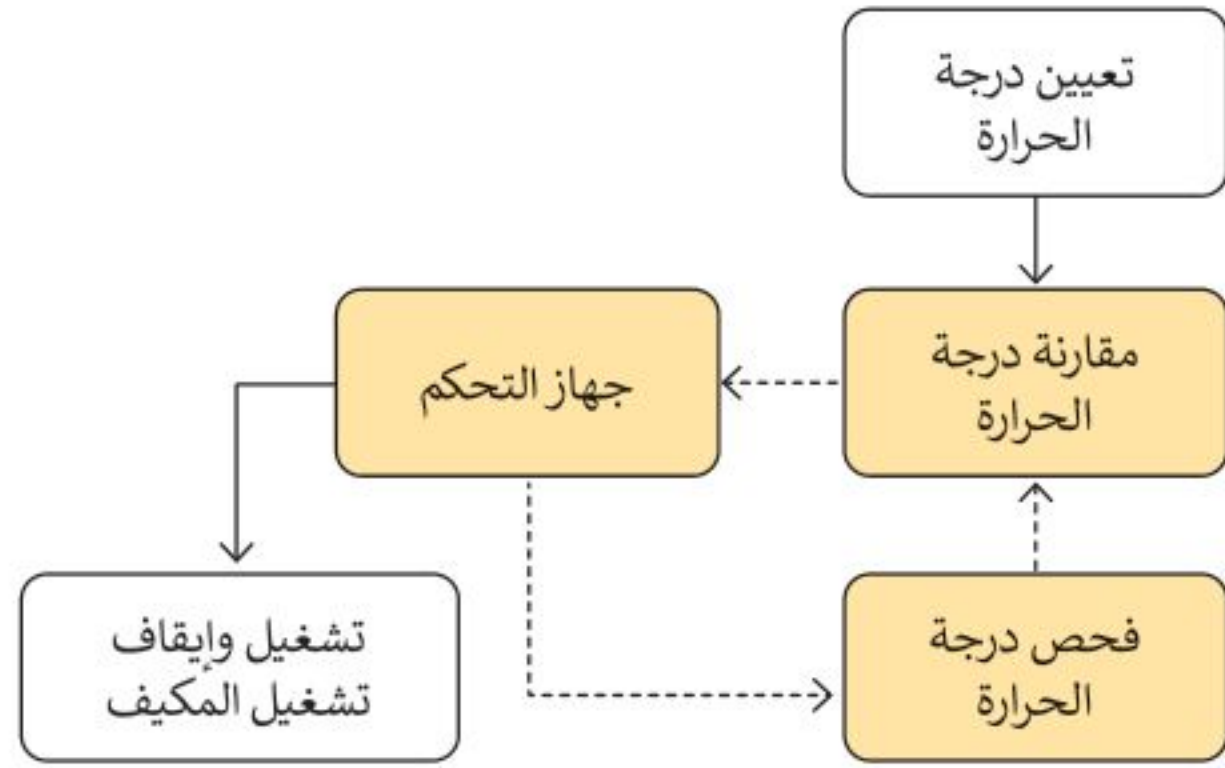 تعيين درجة
الحرارة
مقارنة درجة
الحرارة
جهاز التحكم
فحص درجة
الحرارة
تشغيل وإيقاف
تشغيل المكيف